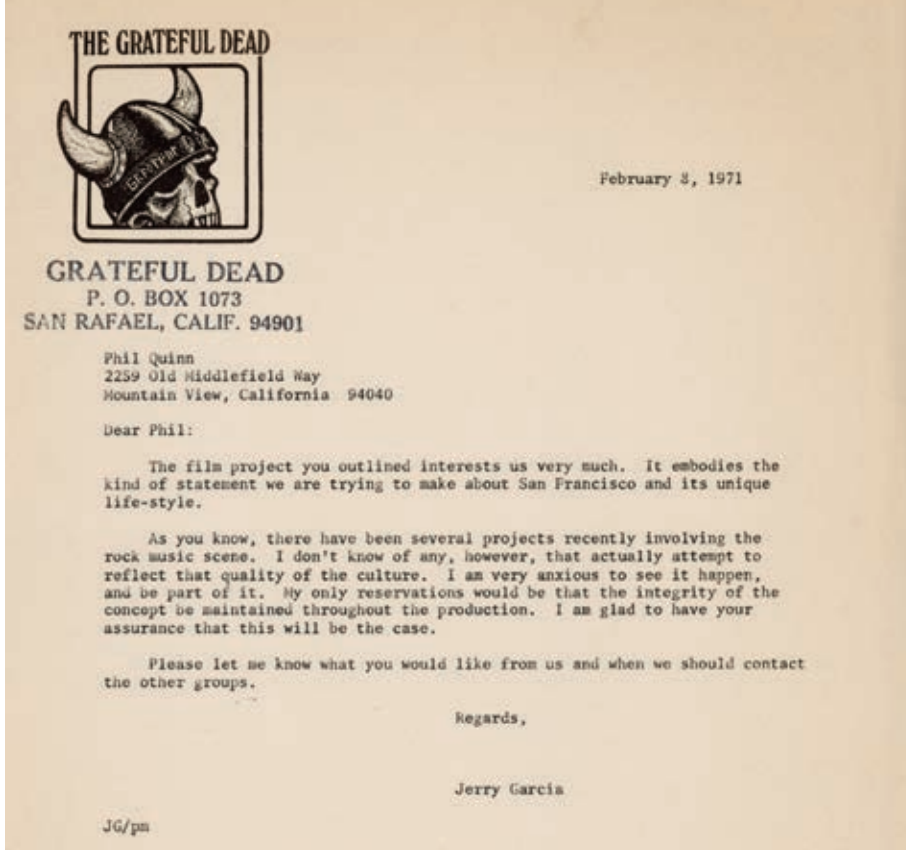 THE GRATEFUL DEAD
GRATEFUL DEAD
February 3, 1971
GRATEFUL DEAD
P. O. BOX 1073
SAN RAFAEL, CALIF. 94901
Phil Quinn
2259 Old Middlefield Way
Mountain View, California 94040
Dear Phil:
The film project you outlined interests us very much. It embodies the
kind of statement we are trying to make about San Francisco and its unique
life-style.
As you know, there have been several projects recently involving the
rock music scene. I don't know of any, however, that actually attempt to
reflect that quality of the culture. I am very anxious to see it happen,
and be part of it. My only reservations would be that the integrity of the
concept be maintained throughout the production. I am glad to have your
assurance that this will be the case.
Please let me know what you would like from us and when we should contact
the other groups.
Regards,
Jerry Garcia
JG/pm